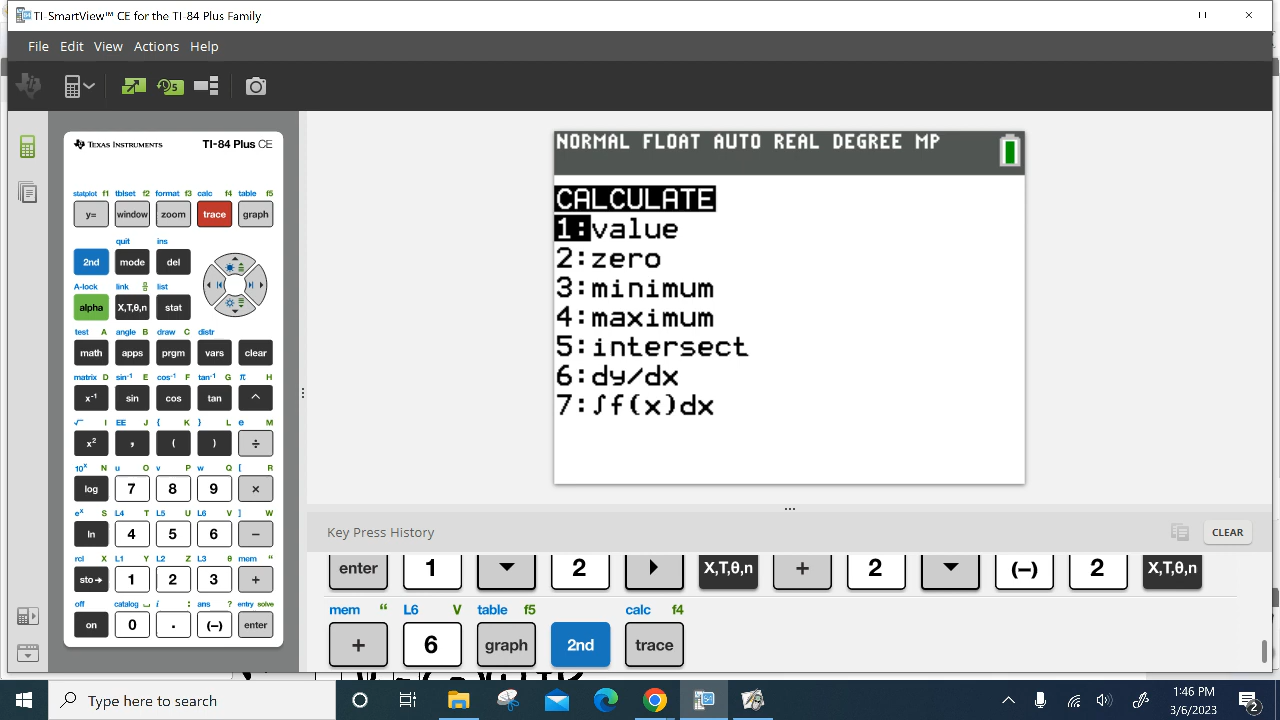 TI SmartView™ CE for the TI-84 Plus Family
File Edit View Actions Help
TEXAS INSTRUMENTS TI-84 Plus CE
statplot f1 tblset f2 format f3 calc f4 table f5
y= window zoom trace graph
quit ins
2nd mode del
A-lock link list
alpha X,T,θ,n stat
test A angle B draw C distr
math apps prgm vars clear
matrix D sin⁻¹ E cos⁻¹ F tan⁻¹ G π H
x⁻¹ sin cos tan ^
√ I EE J { K } L e M
x² , ( ) ÷
10ˣ N u O v P w Q [ R
log 7 8 9 ×
eˣ S L4 T L5 U L6 V ] W
ln 4 5 6 −
rcl X L1 Y L2 Z L3 θ mem “
sto→ 1 2 3 +
off catalog ⎵ i : ans ? entry solve
on 0 . (−) enter
NORMAL FLOAT AUTO REAL DEGREE MP
CALCULATE
1:value
2:zero
3:minimum
4:maximum
5:intersect
6:dy/dx
7:∫f(x)dx
Key Press History
CLEAR
enter 1 2 X,T,θ,n + 2 (−) 2 X,T,θ,n
mem “ L6 V table f5 calc f4
+ 6 graph 2nd trace
Type here to search
1:46 PM
3/6/2023
2